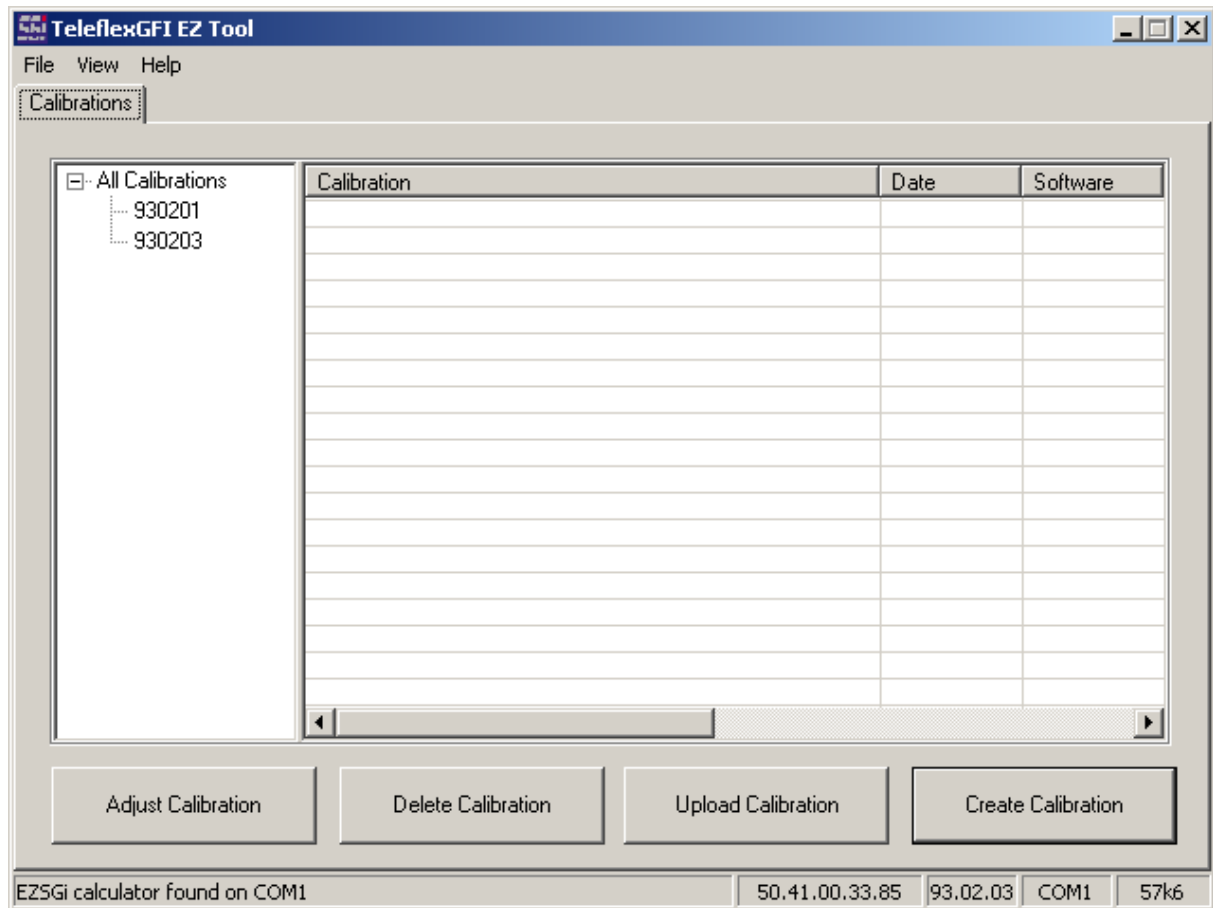 TeleflexGFI EZ Tool
File View Help
Calibrations
All Calibrations
930201
930203
Calibration Date Software
Adjust Calibration Delete Calibration Upload Calibration Create Calibration
EZSGi calculator found on COM1 50.41.00.33.85 93.02.03 COM1 57k6